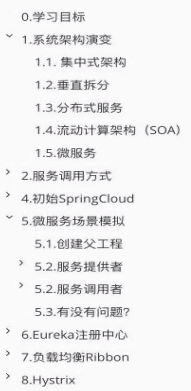 0.学习目标
1.系统架构演变
1.1. 集中式架构
1.2.垂直拆分
1.3.分布式服务
1.4.流动计算架构（SOA）
1.5.微服务
2.服务调用方式
4.初始SpringCloud
5.微服务场景模拟
5.1.创建父工程
5.2.服务提供者
5.2.服务调用者
5.3.有没有问题?
6.Eureka注册中心
7.负载均衡Ribbon
8.Hystrix